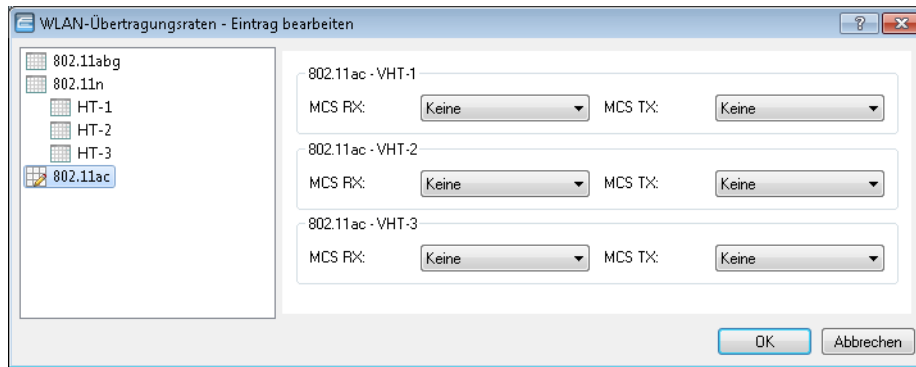 WLAN-Übertragungsraten - Eintrag bearbeiten
802.11abg
802.11n
HT-1
HT-2
HT-3
802.11ac
802.11ac - VHT-1
MCS RX: Keine MCS TX: Keine
802.11ac - VHT-2
MCS RX: Keine MCS TX: Keine
802.11ac - VHT-3
MCS RX: Keine MCS TX: Keine
OK Abbrechen